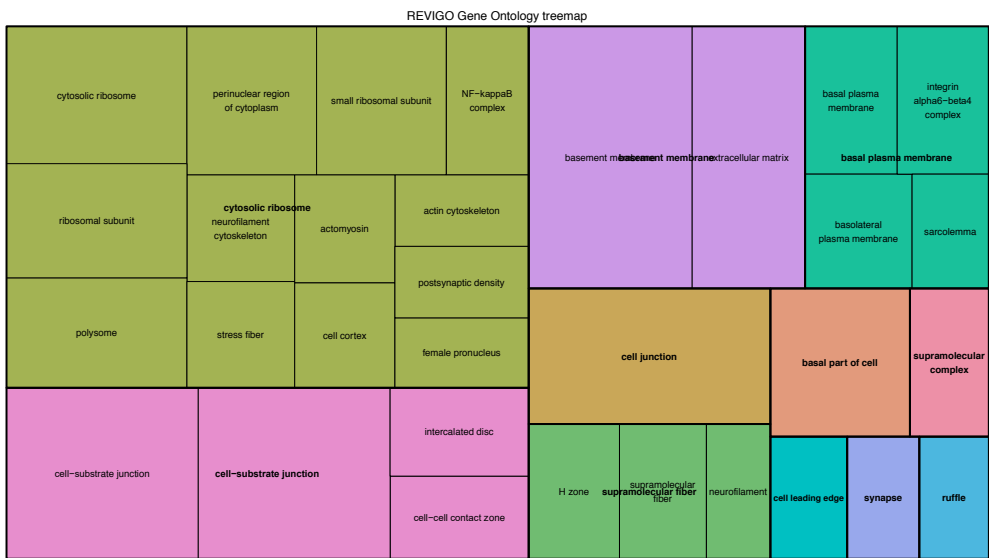 REVIGO Gene Ontology treemap
cytosolic ribosome
perinuclear region
of cytoplasm
small ribosomal subunit
NF−kappaB
complex
ribosomal subunit
cytosolic ribosome
neurofilament
cytoskeleton
actomyosin
actin cytoskeleton
postsynaptic density
polysome
stress fiber
cell cortex
female pronucleus
basement membrane
basement membrane
extracellular matrix
basal plasma
membrane
integrin
alpha6−beta4
complex
basal plasma membrane
basolateral
plasma membrane
sarcolemma
cell−substrate junction
cell−substrate junction
intercalated disc
cell−cell contact zone
cell junction
basal part of cell
supramolecular
complex
H zone
supramolecular
fiber
supramolecular fiber
neurofilament
cell leading edge
synapse
ruffle